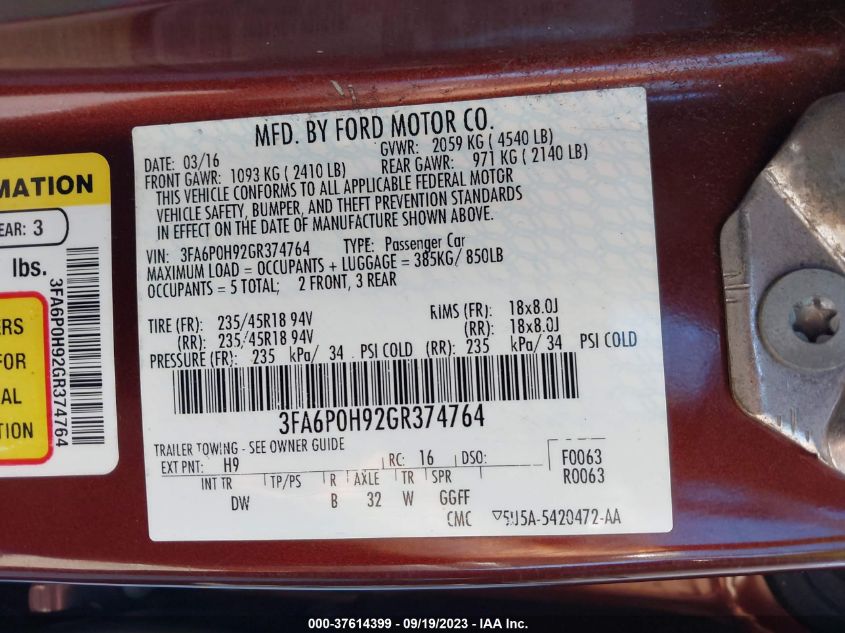 MFD. BY FORD MOTOR CO.
DATE: 03/16 GVWR: 2059 KG ( 4540 LB)
FRONT GAWR: 1093 KG ( 2410 LB) REAR GAWR: 971 KG ( 2140 LB)
THIS VEHICLE CONFORMS TO ALL APPLICABLE FEDERAL MOTOR
VEHICLE SAFETY, BUMPER, AND THEFT PREVENTION STANDARDS
IN EFFECT ON THE DATE OF MANUFACTURE SHOWN ABOVE.
VIN: 3FA6P0H92GR374764 TYPE: Passenger Car
MAXIMUM LOAD = OCCUPANTS + LUGGAGE = 385KG/ 850LB
OCCUPANTS = 5 TOTAL; 2 FRONT, 3 REAR
TIRE (FR): 235/45R18 94V RIMS (FR): 18x8.0J
(RR): 235/45R18 94V (RR): 18x8.0J
PRESSURE (FR): 235 kPa/ 34 PSI COLD (RR): 235 kPa/ 34 PSI COLD
3FA6P0H92GR374764
TRAILER TOWING - SEE OWNER GUIDE
EXT PNT: H9 RC: 16 DSO: F0063
R0063
INT TR TP/PS R AXLE TR SPR
DW B 32 W GGFF
CMC 5U5A-5420472-AA
MATION
EAR: 3
lbs.
ERS
FOR
AL
TION
3FA6P0H92GR374764
000-37614399 - 09/19/2023 - IAA Inc.